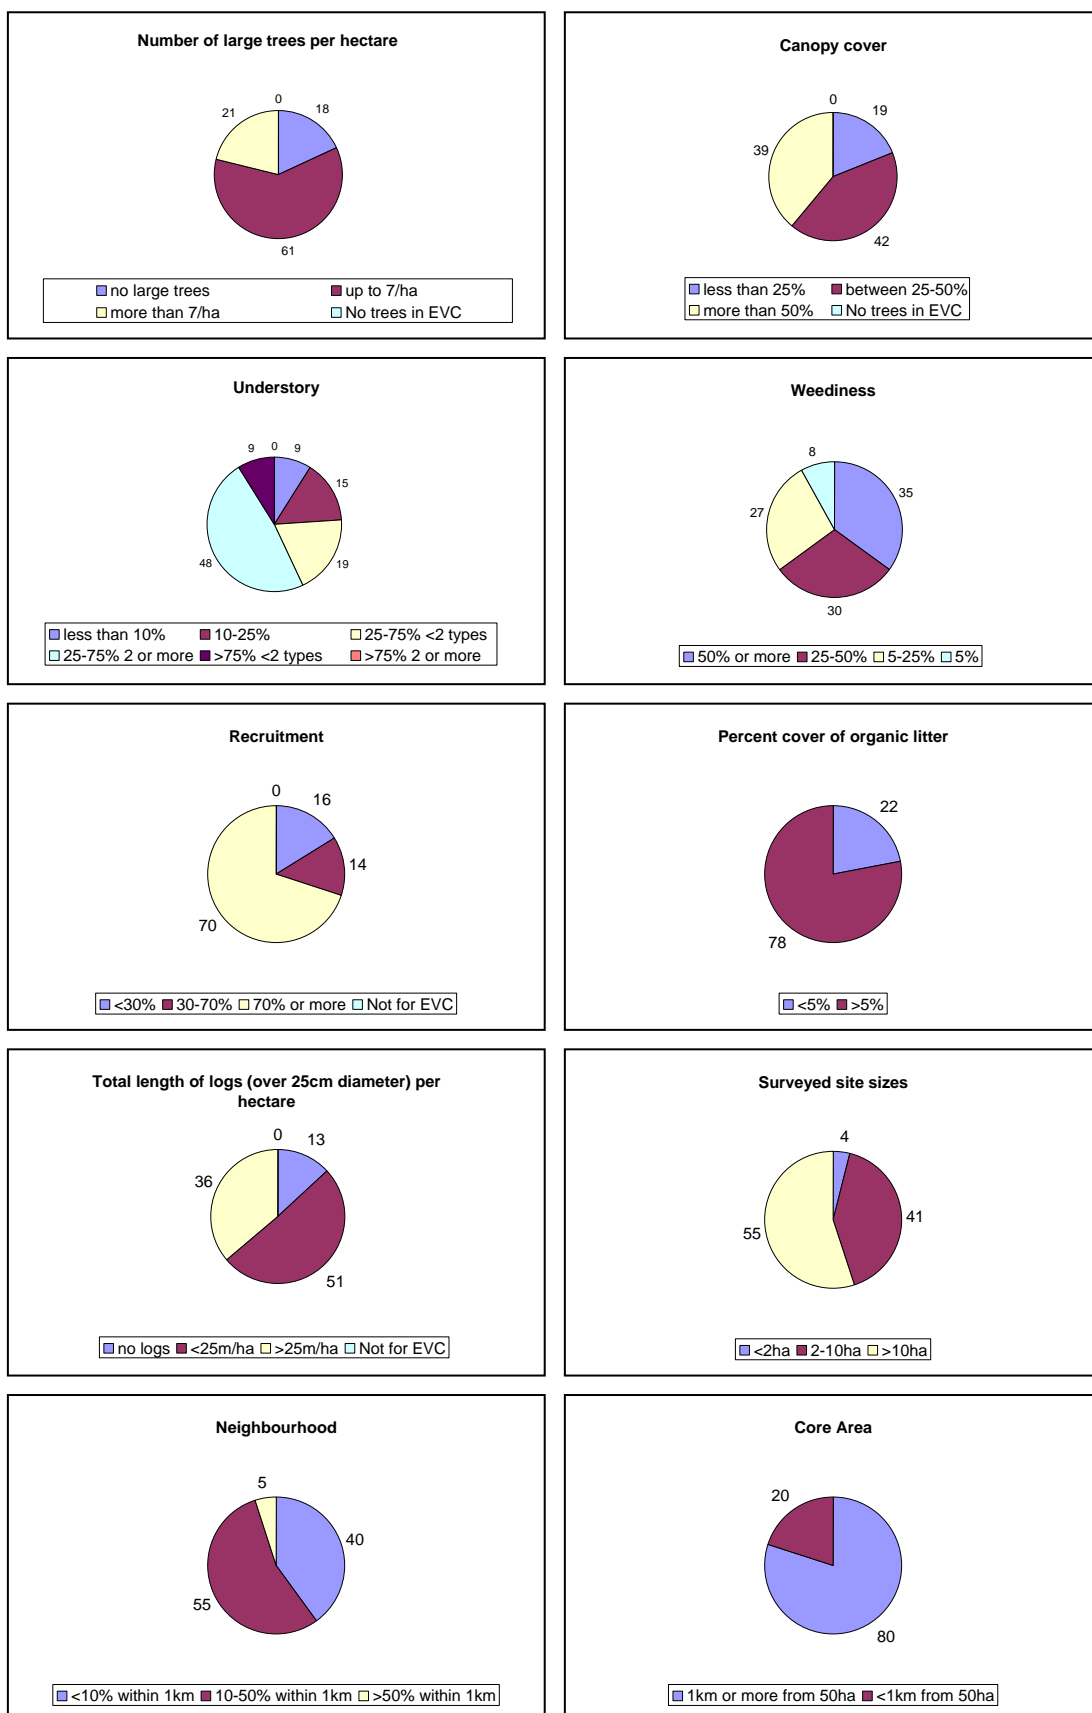 Number of large trees per hectare
0
18
21
61
no large trees
up to 7/ha
more than 7/ha
No trees in EVC
Canopy cover
0
19
39
42
less than 25%
between 25-50%
more than 50%
No trees in EVC
Understory
9
0
9
15
19
48
less than 10%
10-25%
25-75% <2 types
25-75% 2 or more
>75% <2 types
>75% 2 or more
Weediness
8
35
27
30
50% or more
25-50%
5-25%
5%
Recruitment
0
16
14
70
<30%
30-70%
70% or more
Not for EVC
Percent cover of organic litter
22
78
<5%
>5%
Total length of logs (over 25cm diameter) per
hectare
0
13
36
51
no logs
<25m/ha
>25m/ha
Not for EVC
Surveyed site sizes
4
41
55
<2ha
2-10ha
>10ha
Neighbourhood
5
40
55
<10% within 1km
10-50% within 1km
>50% within 1km
Core Area
20
80
1km or more from 50ha
<1km from 50ha